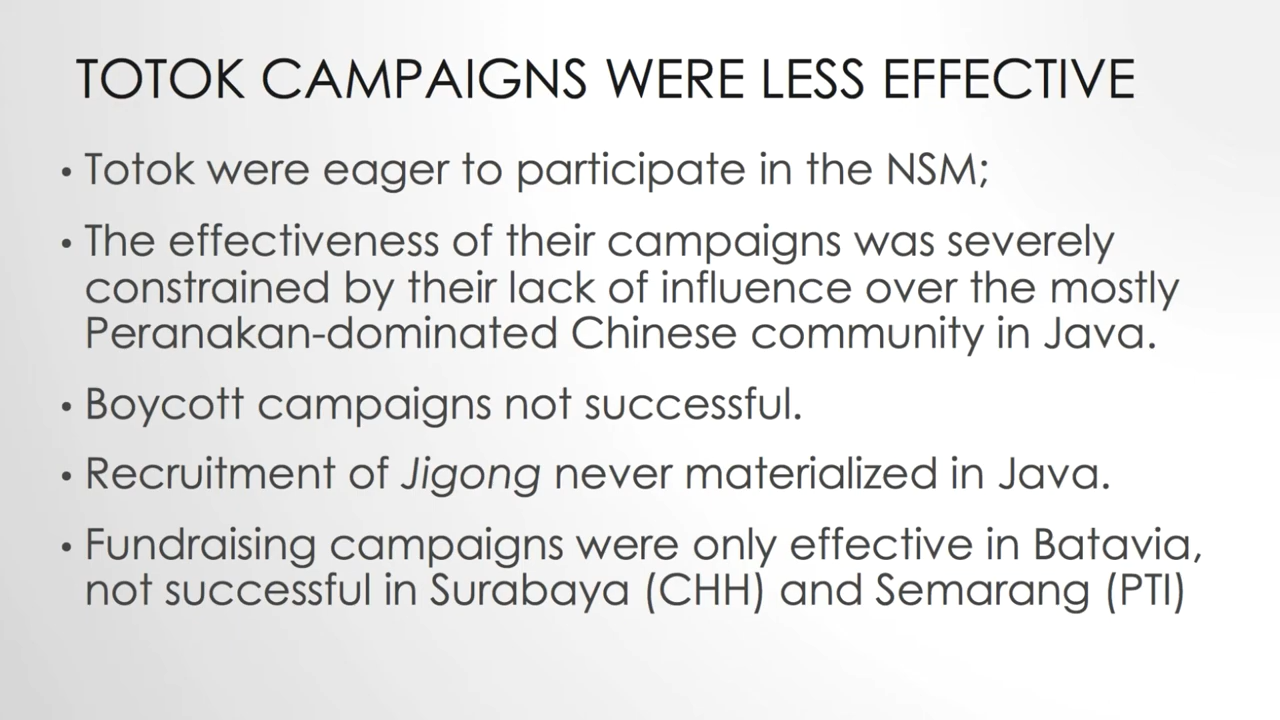 TOTOK CAMPAIGNS WERE LESS EFFECTIVE
• Totok were eager to participate in the NSM;
• The effectiveness of their campaigns was severely
constrained by their lack of influence over the mostly
Peranakan-dominated Chinese community in Java.
• Boycott campaigns not successful.
• Recruitment of Jigong never materialized in Java.
• Fundraising campaigns were only effective in Batavia,
not successful in Surabaya (CHH) and Semarang (PTI)